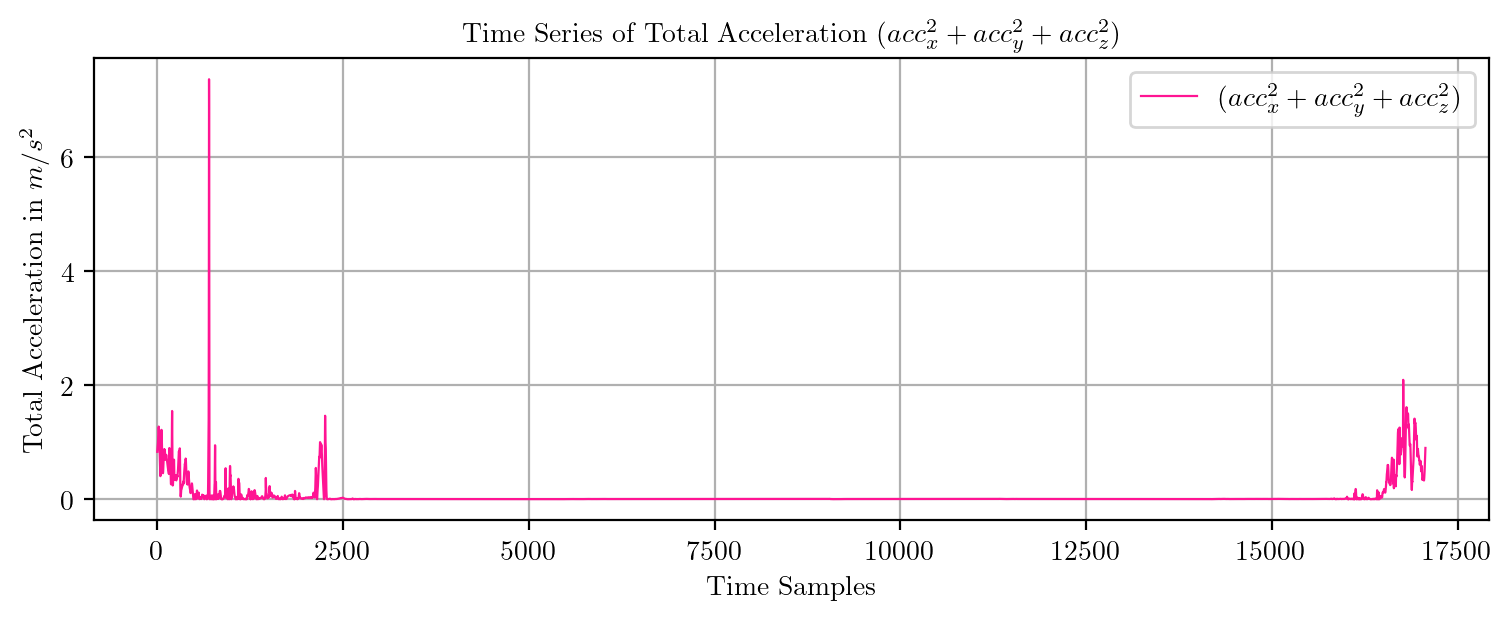 Time Series of Total Acceleration $(acc_x^2 + acc_y^2 + acc_z^2)$
$(acc_x^2 + acc_y^2 + acc_z^2)$
Total Acceleration in $m/s^2$
6
4
2
0
0 2500 5000 7500 10000 12500 15000 17500
Time Samples